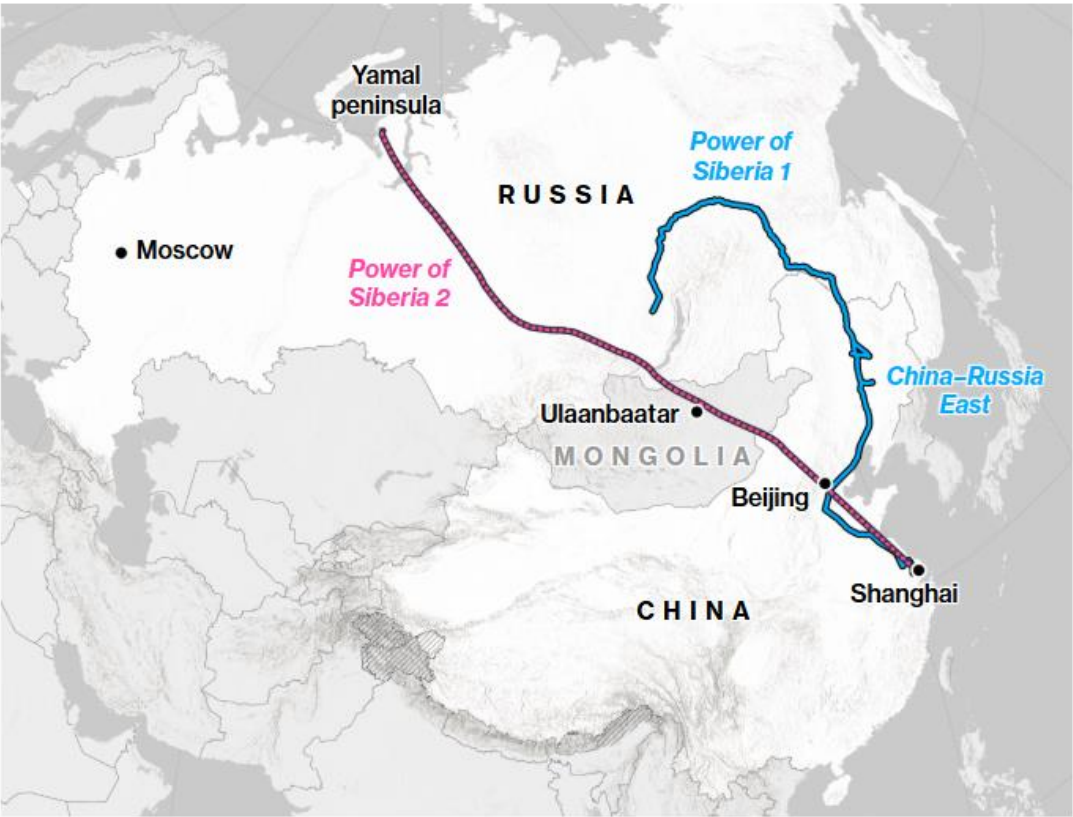 Yamal
peninsula
Power of
Siberia 1
RUSSIA
Moscow
Power of
Siberia 2
China–Russia
East
Ulaanbaatar
MONGOLIA
Beijing
Shanghai
CHINA